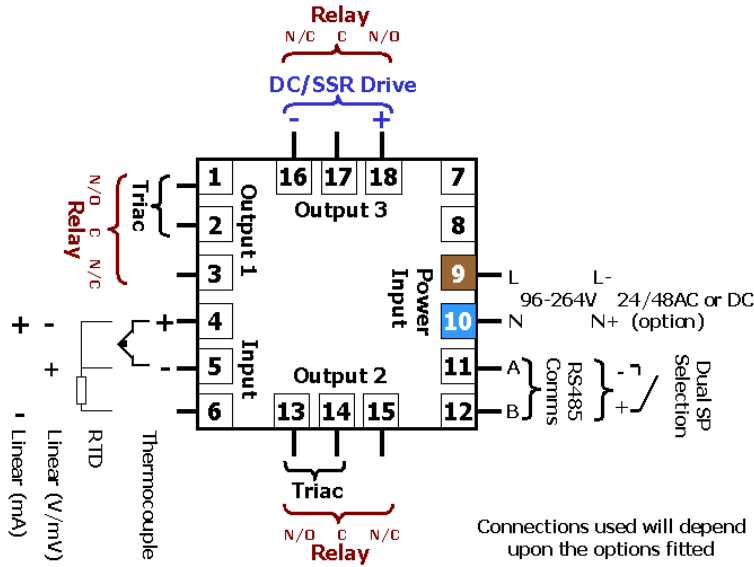 Relay
N/C C N/O
DC/SSR Drive
- +
16 17 18
Output 3
1
2
3
4
5
6
7
8
9
10
11
12
N/O C N/C
Relay
Triac
Output 1
Input
+
-
Power Input
L L-
96-264V 24/48AC or DC
N N+ (option)
A
B
RS485 Comms
-
+
Dual SP Selection
+ -
- +
Linear (mA)
Linear (V/mV)
RTD
Thermocouple
Output 2
13 14 15
Triac
N/O C N/C
Relay
Connections used will depend
upon the options fitted